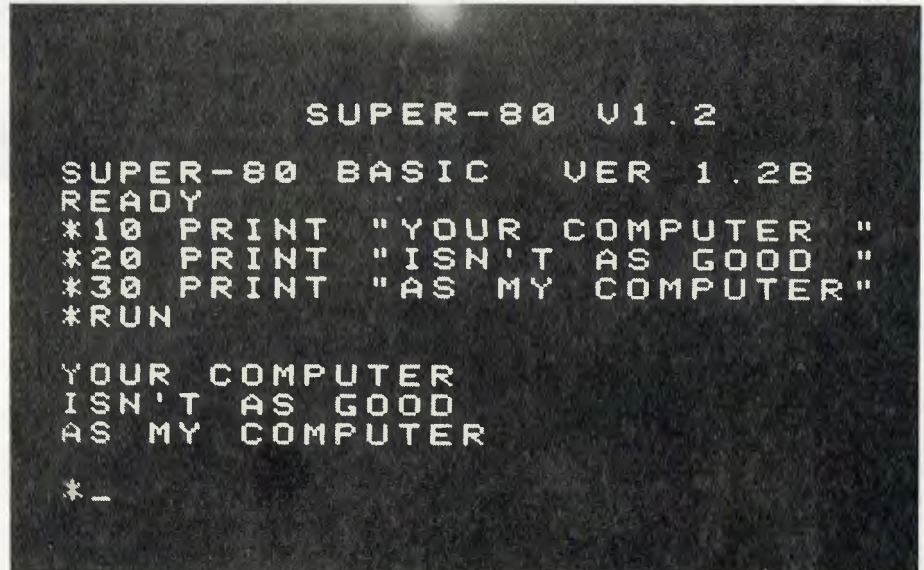 SUPER-80 V1.2
SUPER-80 BASIC VER 1.2B
READY
*10 PRINT "YOUR COMPUTER "
*20 PRINT "ISN'T AS GOOD "
*30 PRINT "AS MY COMPUTER"
*RUN
YOUR COMPUTER
ISN'T AS GOOD
AS MY COMPUTER
*_